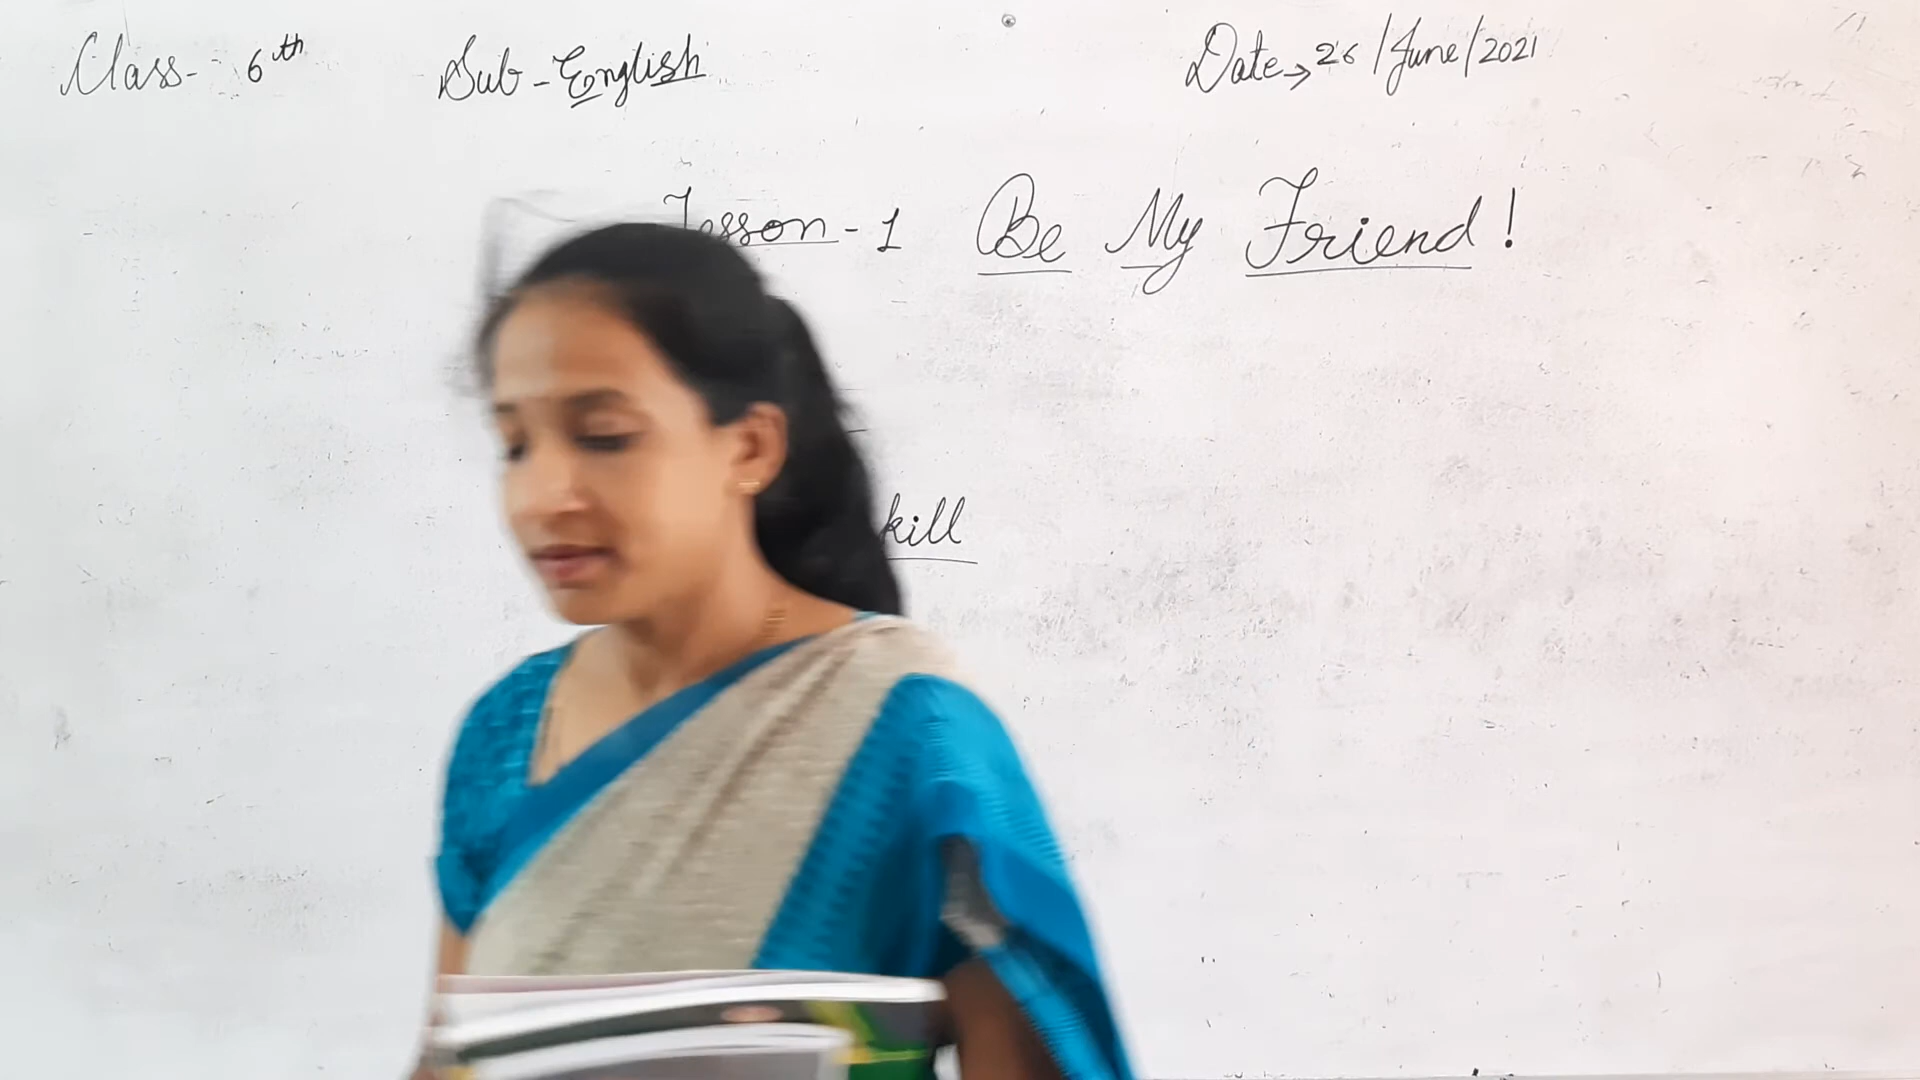 Class- 6th Sub-English Date→26/June/2021
Lesson-1 Be My Friend!
kill